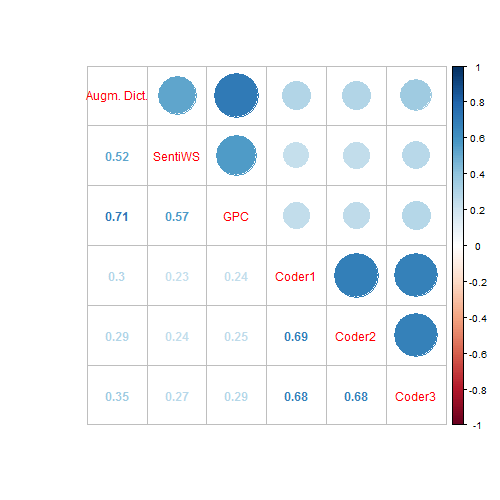 Augm. Dict.
0.52 SentiWS
0.71 0.57 GPC
0.3 0.23 0.24 Coder1
0.29 0.24 0.25 0.69 Coder2
0.35 0.27 0.29 0.68 0.68 Coder3
1
0.8
0.6
0.4
0.2
0
-0.2
-0.4
-0.6
-0.8
-1